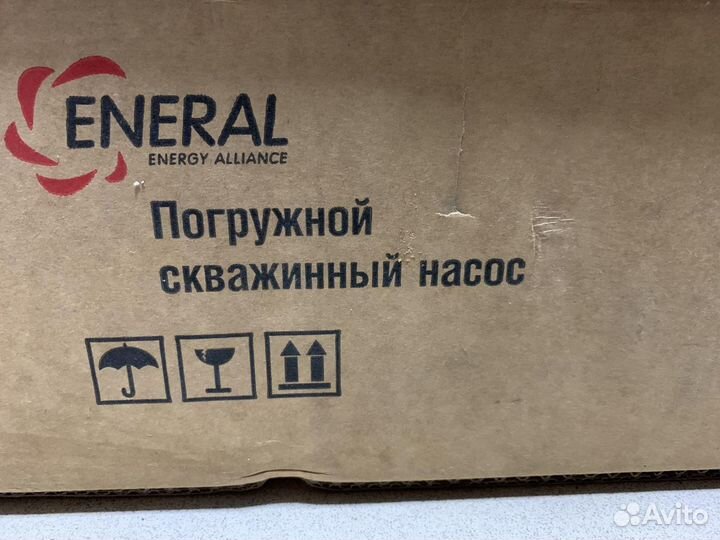 ENERAL
ENERGY ALLIANCE
Погружной
скважинный насос
Avito